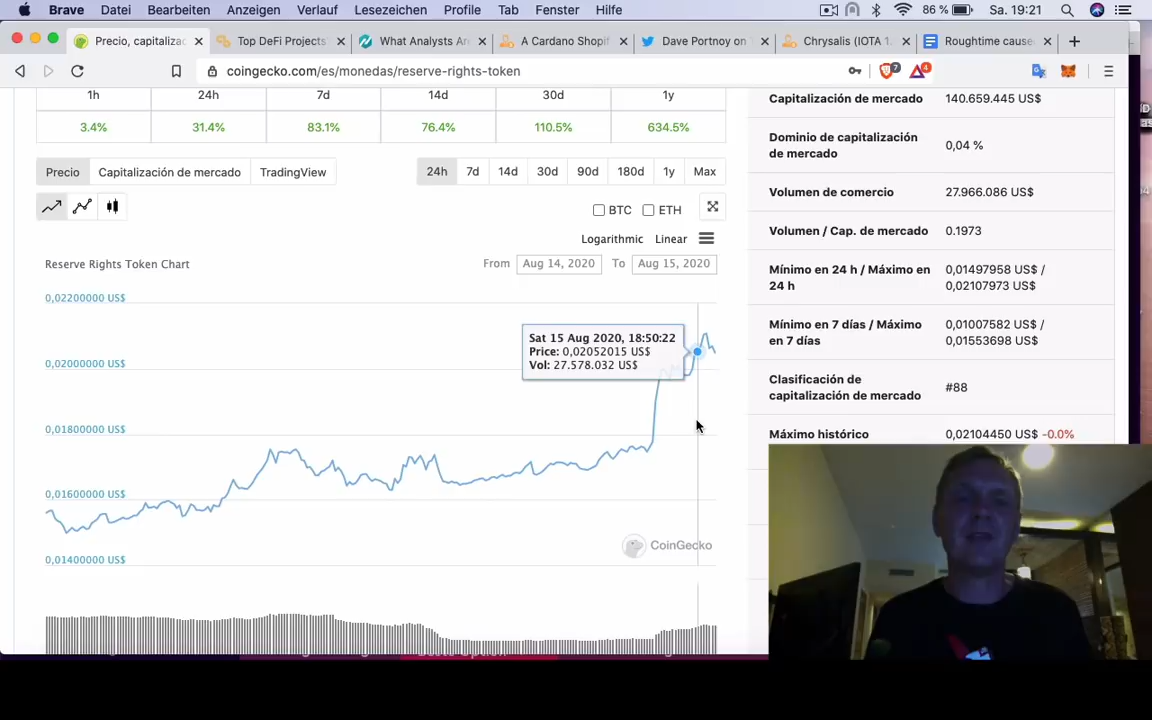 Brave Datei Bearbeiten Anzeigen Verlauf Lesezeichen Profile Tab Fenster Hilfe 86 % Sa. 19:21
Precio, capitalizac
Top DeFi Projects'
What Analysts Are
A Cardano Shopif
Dave Portnoy on T
Chrysalis (IOTA 1.
Roughtime cause
coingecko.com/es/monedas/reserve-rights-token
7
4
1h 24h 7d 14d 30d 1y
3.4% 31.4% 83.1% 76.4% 110.5% 634.5%
Precio Capitalización de mercado TradingView
24h 7d 14d 30d 90d 180d 1y Max
BTC ETH
Logarithmic Linear
Reserve Rights Token Chart
From Aug 14, 2020 To Aug 15, 2020
0,02200000 US$
0,02000000 US$
0,01800000 US$
0,01600000 US$
0,01400000 US$
Sat 15 Aug 2020, 18:50:22
Price: 0,02052015 US$
Vol: 27.578.032 US$
CoinGecko
Capitalización de mercado 140.659.445 US$
Dominio de capitalización
de mercado
0,04 %
Volumen de comercio 27.966.086 US$
Volumen / Cap. de mercado 0.1973
Mínimo en 24 h / Máximo en
24 h
0,01497958 US$ /
0,02107973 US$
Mínimo en 7 días / Máximo
en 7 días
0,01007582 US$ /
0,01553698 US$
Clasificación de
capitalización de mercado
#88
Máximo histórico 0,02104450 US$ -0.0%